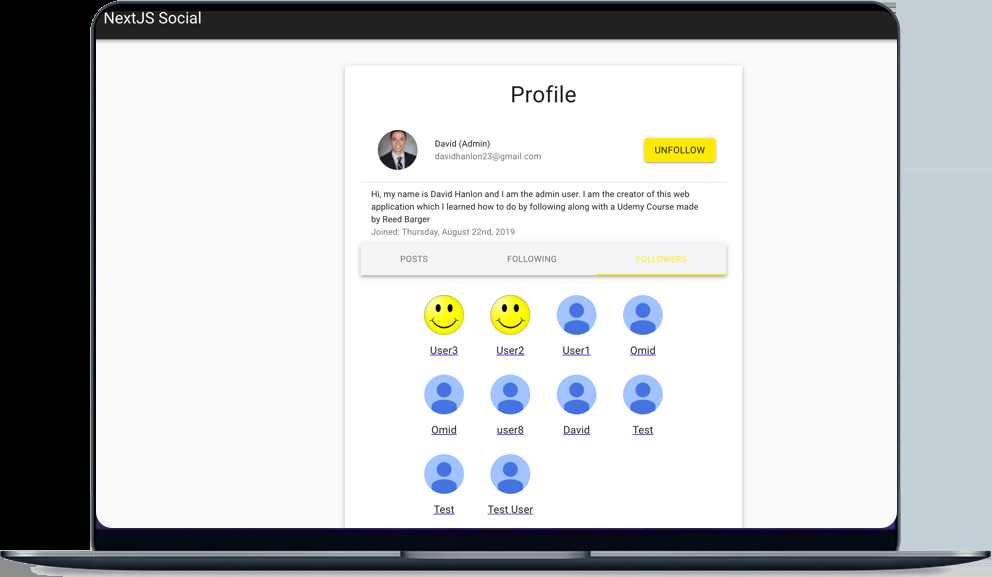 NextJS Social
Profile
David (Admin)
davidhanlon23@gmail.com
UNFOLLOW
Hi, my name is David Hanlon and I am the admin user. I am the creator of this web
application which I learned how to do by following along with a Udemy Course made
by Reed Barger
Joined: Thursday, August 22nd, 2019
POSTS FOLLOWING FOLLOWERS
User3 User2 User1 Omid
Omid user8 David Test
Test Test User